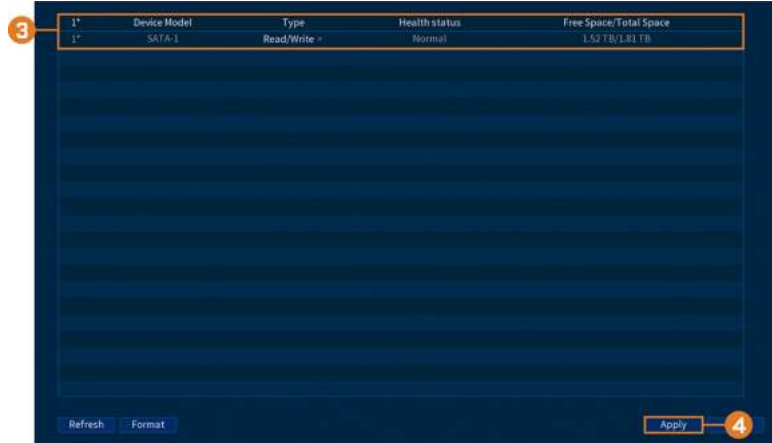 1* Device Model Type Health status Free Space/Total Space
3
1* SATA-1 Read/Write Normal 1.52 TB/1.81 TB
Refresh Format Apply 4